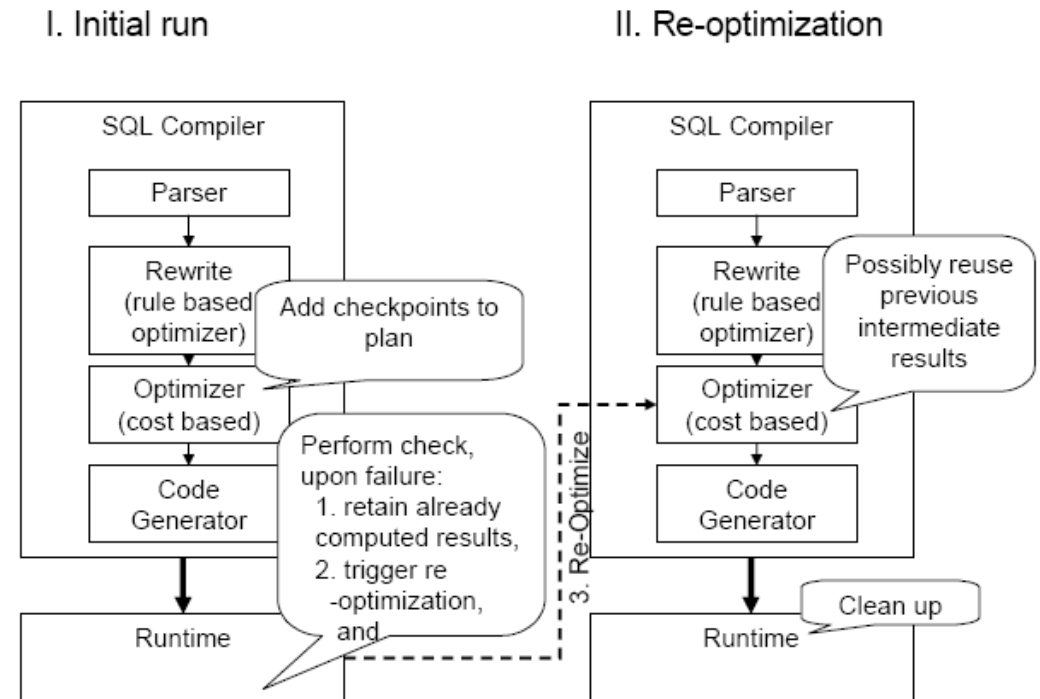 I. Initial run
II. Re-optimization
SQL Compiler
Parser
Rewrite
(rule based
optimizer)
Add checkpoints to
plan
Optimizer
(cost based)
Perform check,
upon failure:
1. retain already
computed results,
2. trigger re
-optimization,
and
Code
Generator
Runtime
3. Re-Optimize
SQL Compiler
Parser
Rewrite
(rule based
optimizer)
Possibly reuse
previous
intermediate
results
Optimizer
(cost based)
Code
Generator
Clean up
Runtime